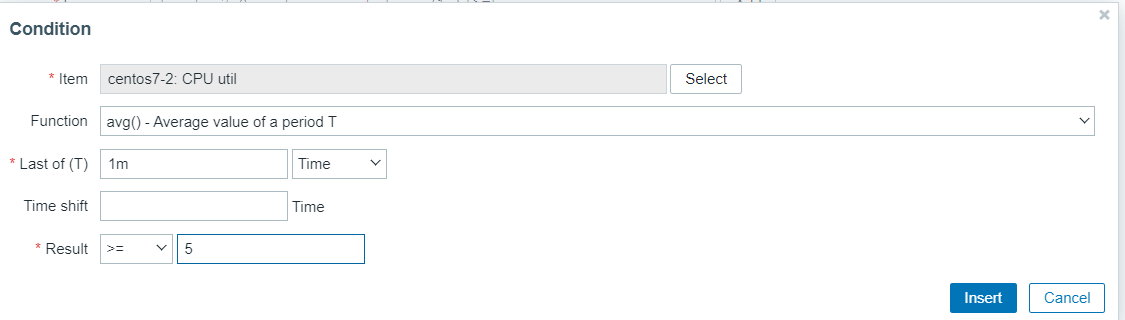 Condition
* Item centos7-2: CPU util Select
Function avg() - Average value of a period T
* Last of (T) 1m Time
Time shift Time
* Result >= 5
Insert Cancel